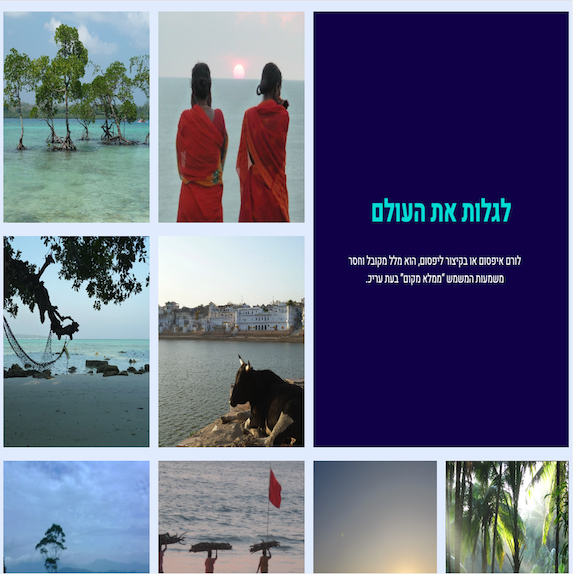 לגלות את העולם
לורם איפסום או בקיצור ליפסום, הוא מלל מקובל וחסר
משמעות המשמש "ממלא מקום" בעת עריכ.